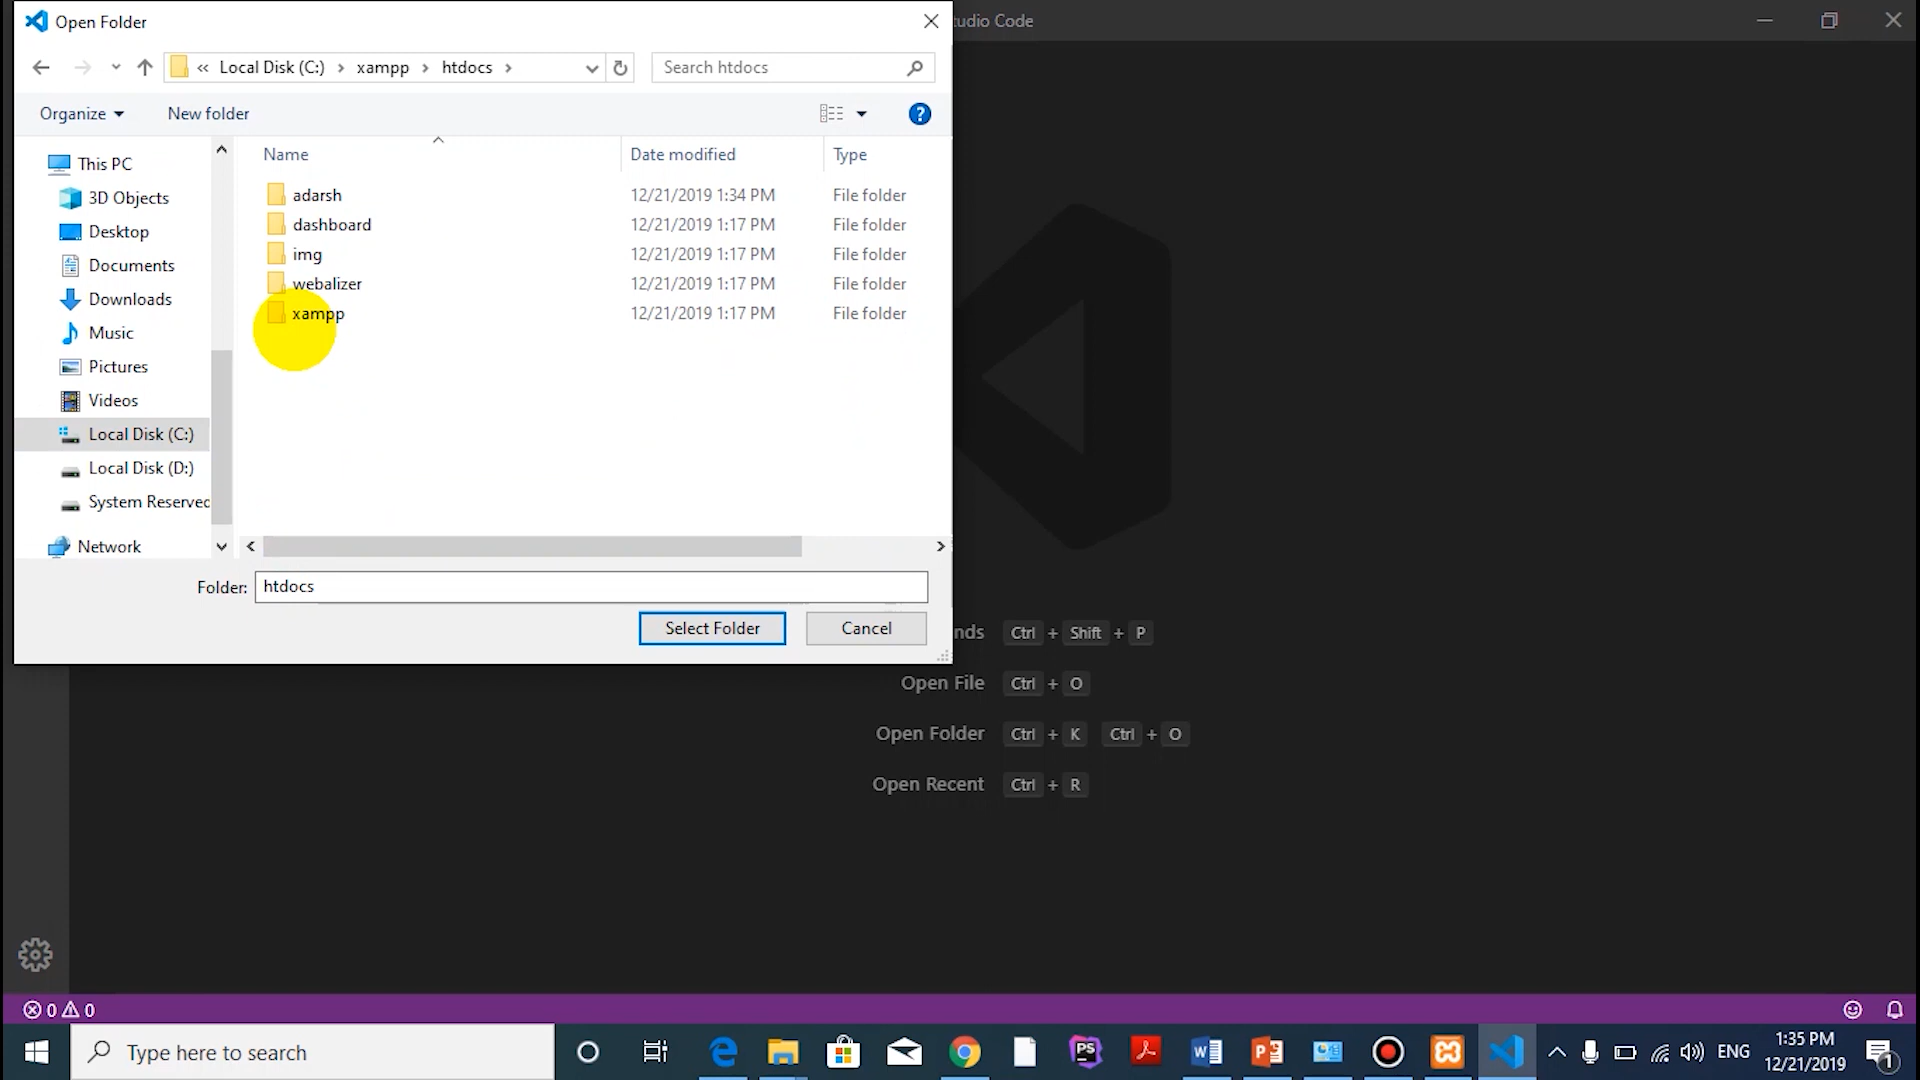 Open Folder
tudio Code
« Local Disk (C:) › xampp › htdocs ›
Search htdocs
Organize
New folder
?
Name
Date modified
Type
This PC
3D Objects
Desktop
Documents
Downloads
Music
Pictures
Videos
Local Disk (C:)
Local Disk (D:)
System Reserved
Network
adarsh 12/21/2019 1:34 PM File folder
dashboard 12/21/2019 1:17 PM File folder
img 12/21/2019 1:17 PM File folder
webalizer 12/21/2019 1:17 PM File folder
xampp 12/21/2019 1:17 PM File folder
Folder: htdocs
Select Folder
Cancel
nds Ctrl + Shift + P
Open File Ctrl + O
Open Folder Ctrl + K Ctrl + O
Open Recent Ctrl + R
0 0
Type here to search
PS
W
P
ENG
1:35 PM
12/21/2019
1